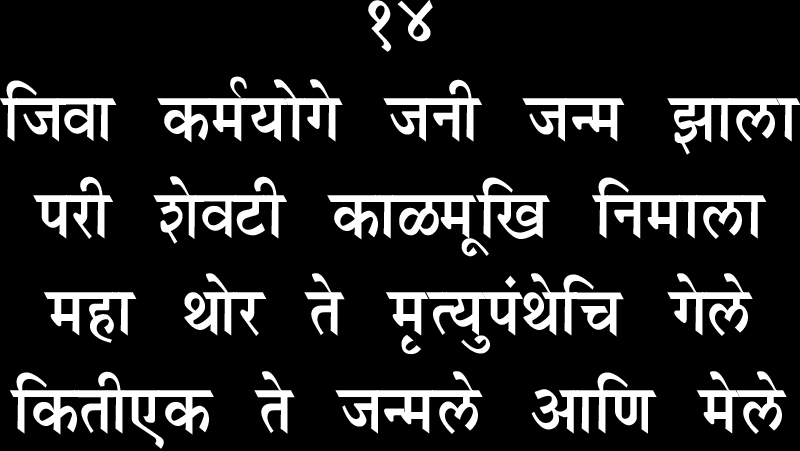 १४
जिवा कर्मयोगे जनी जन्म झाला
परी शेवटी काळमूखि निमाला
महा थोर ते मृत्युपंथेचि गेले
कितीएक ते जन्मले आणि मेले